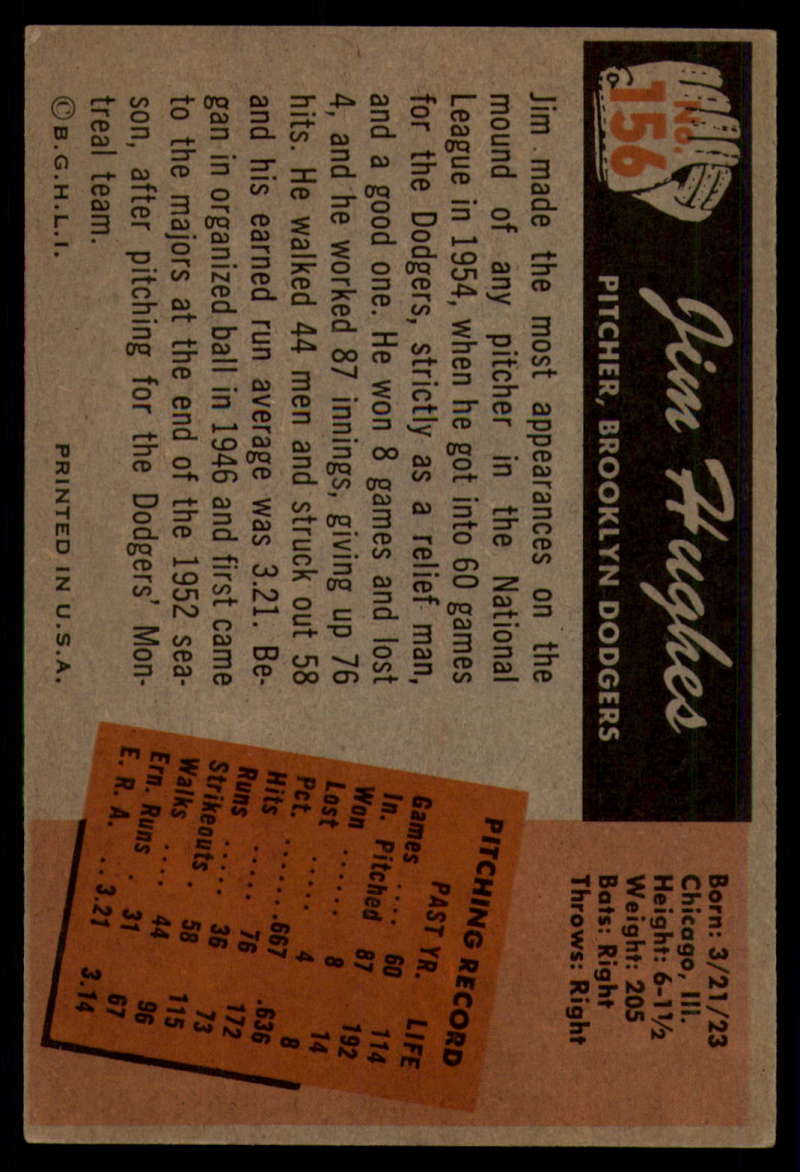 No.
156
Jim Hughes
PITCHER, BROOKLYN DODGERS
Born: 3/21/23
Chicago, Ill.
Height: 6-1½
Weight: 205
Bats: Right
Throws: Right
Jim made the most appearances on the
mound of any pitcher in the National
League in 1954, when he got into 60 games
for the Dodgers, strictly as a relief man,
and a good one. He won 8 games and lost
4, and he worked 87 innings, giving up 76
hits. He walked 44 men and struck out 58
and his earned run average was 3.21. Be-
gan in organized ball in 1946 and first came
to the majors at the end of the 1952 sea-
son, after pitching for the Dodgers' Mon-
treal team.
© B.G.H.L.I. PRINTED IN U.S.A.
PITCHING RECORD
PAST YR. LIFE
Games .... 60 114
In. Pitched 87 192
Won ...... 8 14
Lost ..... 4 8
Pct. .......667 .636
Hits ..... 76 172
Runs ..... 36 73
Strikeouts . 58 115
Walks .... 44 96
Ern. Runs . 31 67
E. R. A. ..3.21 3.14